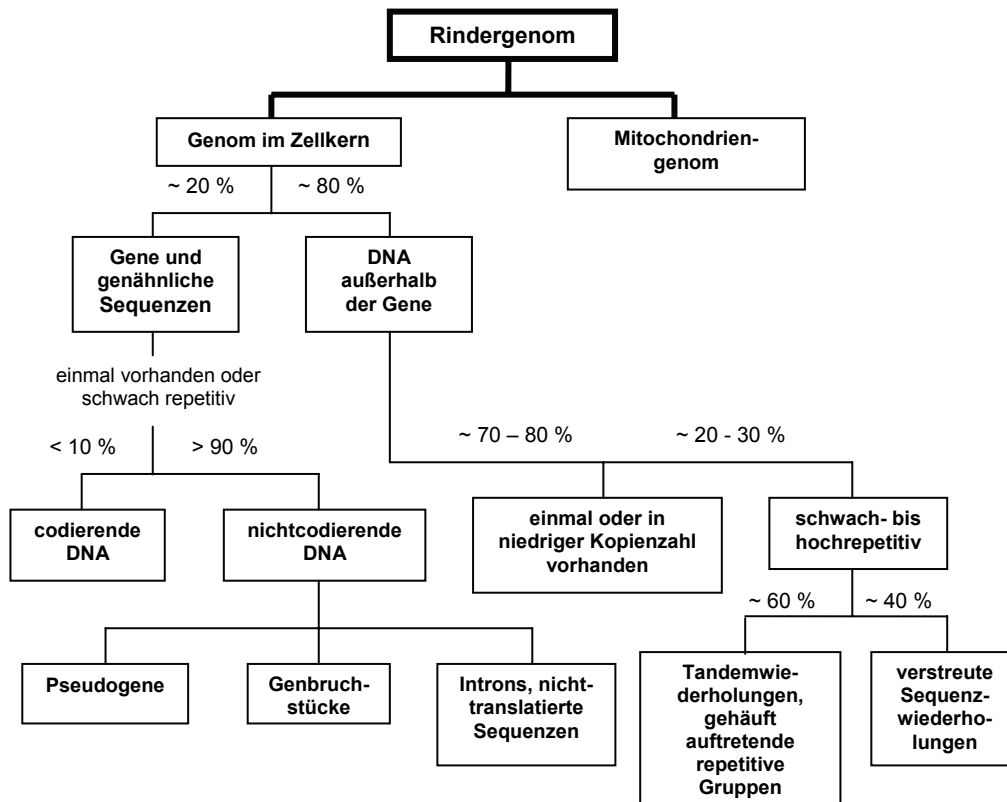 Rindergenom
Genom im Zellkern
Mitochondrien-
genom
~ 20 %
~ 80 %
Gene und
genähnliche
Sequenzen
DNA
außerhalb
der Gene
einmal vorhanden oder
schwach repetitiv
< 10 %
> 90 %
~ 70 – 80 %
~ 20 - 30 %
codierende
DNA
nichtcodierende
DNA
einmal oder in
niedriger Kopienzahl
vorhanden
schwach- bis
hochrepetitiv
~ 60 %
~ 40 %
Pseudogene
Genbruch-
stücke
Introns, nicht-
translatierte
Sequenzen
Tandemwie-
derholungen,
gehäuft
auftretende
repetitive
Gruppen
verstreute
Sequenz-
wiederho-
lungen